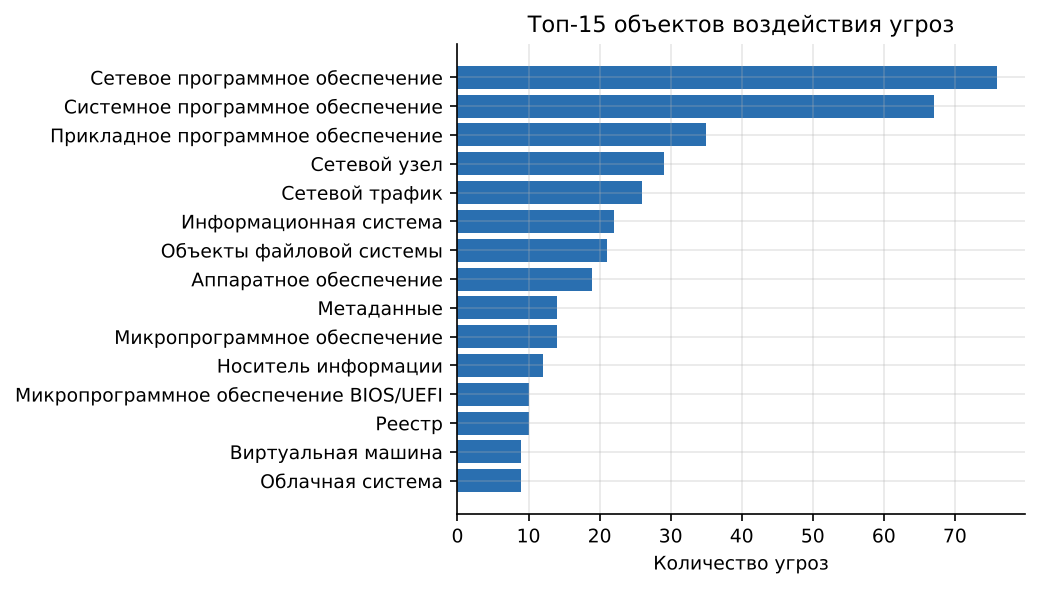 Топ-15 объектов воздействия угроз
Сетевое программное обеспечение
Системное программное обеспечение
Прикладное программное обеспечение
Сетевой узел
Сетевой трафик
Информационная система
Объекты файловой системы
Аппаратное обеспечение
Метаданные
Микропрограммное обеспечение
Носитель информации
Микропрограммное обеспечение BIOS/UEFI
Реестр
Виртуальная машина
Облачная система
0 10 20 30 40 50 60 70
Количество угроз